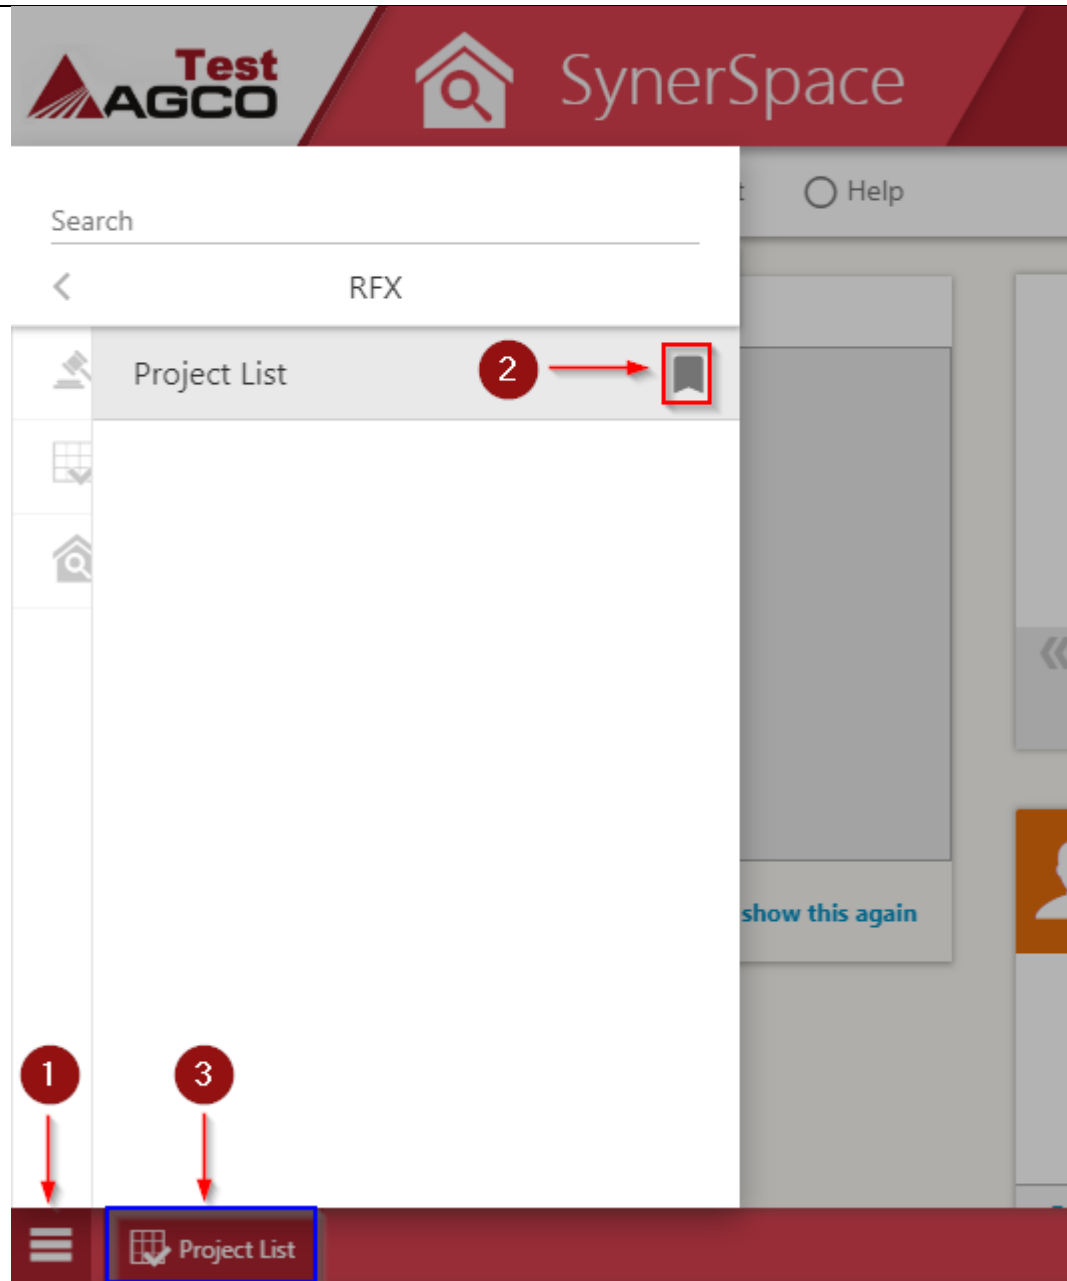 Test
AGCO
SynerSpace
Help
Search
RFX
Project List
2
show this again
1
3
Project List